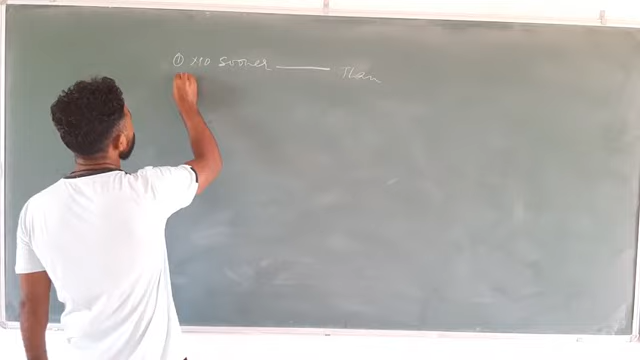 ① No sooner ——— Than